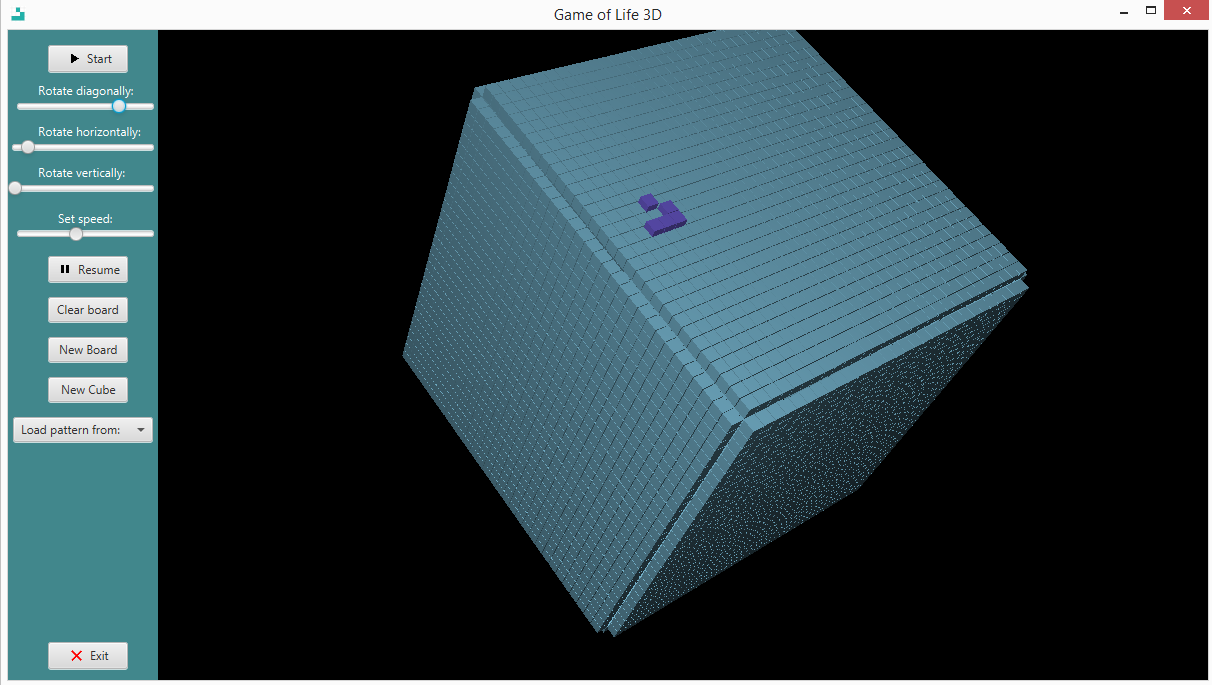 Game of Life 3D
Start
Rotate diagonally:
Rotate horizontally:
Rotate vertically:
Set speed:
Resume
Clear board
New Board
New Cube
Load pattern from:
Exit